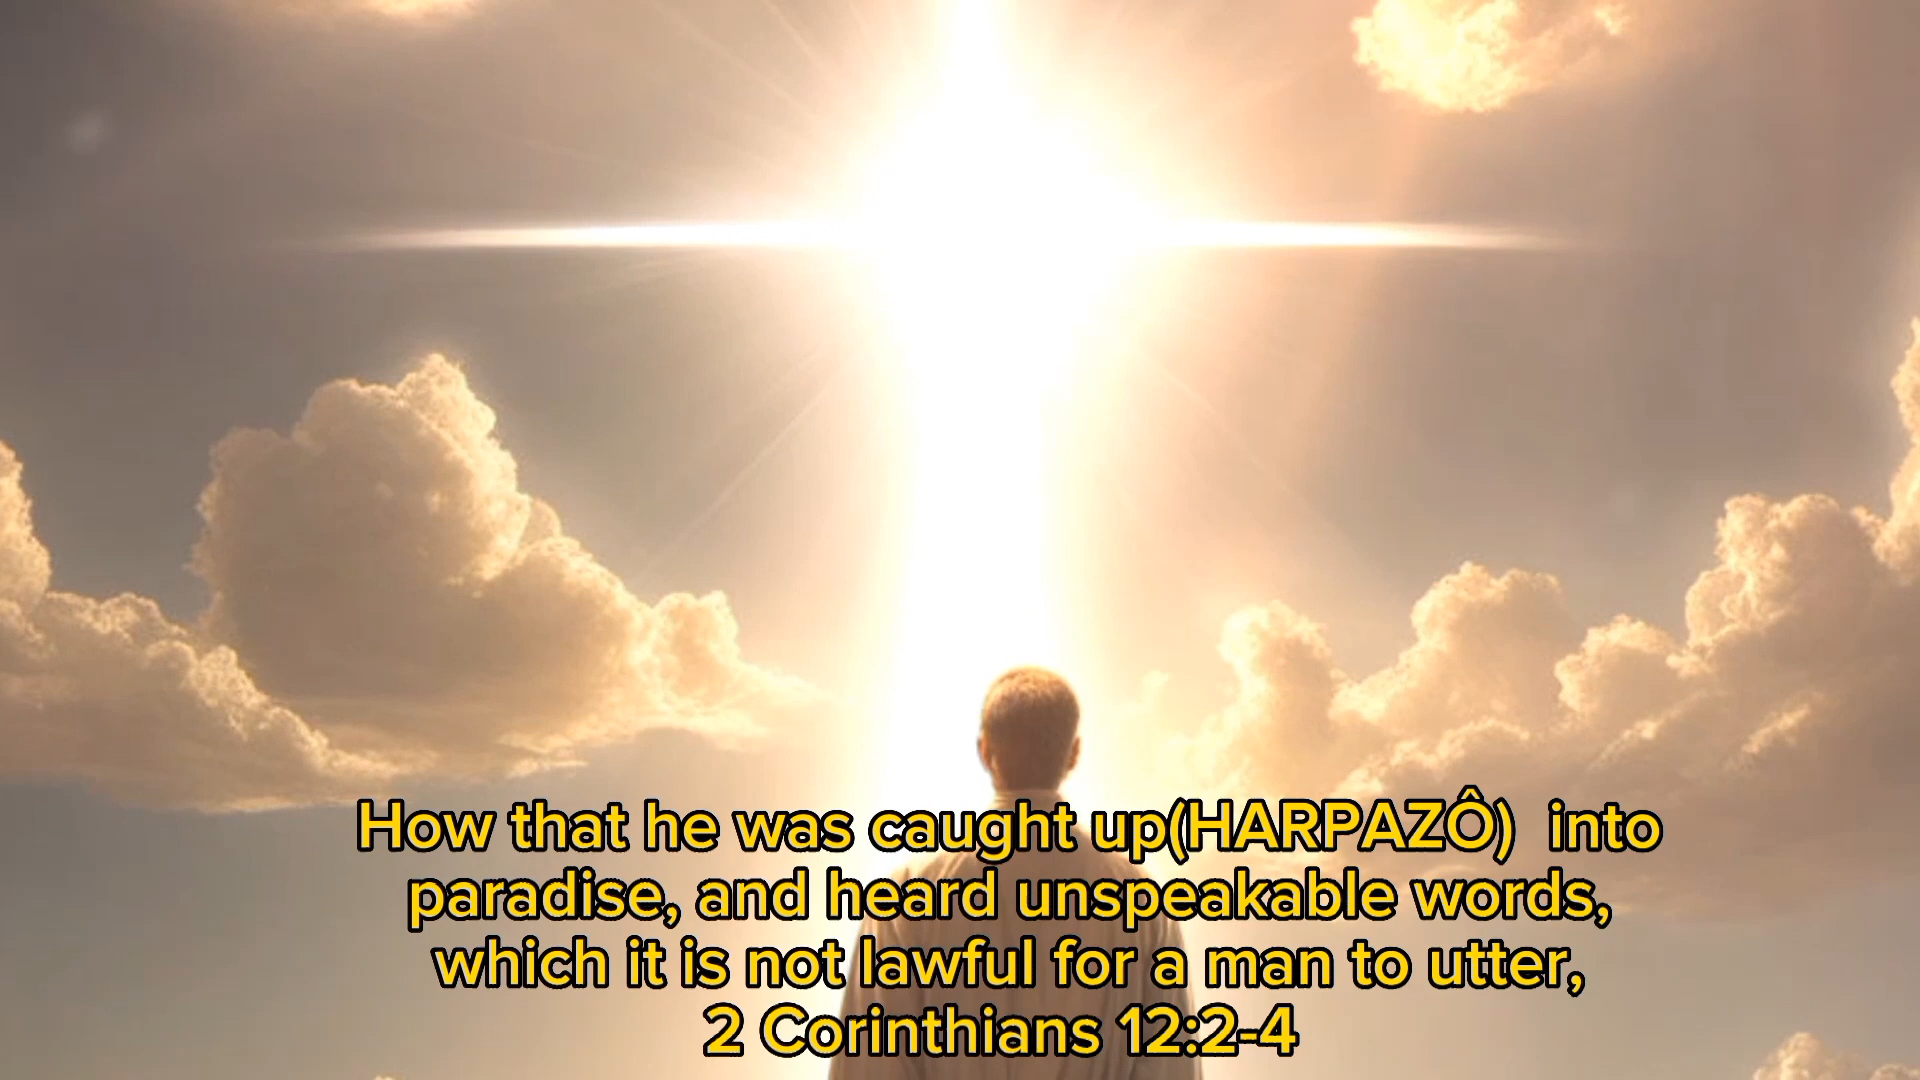 How that he was caught up(HARPAZÔ)  into
paradise, and heard unspeakable words,
which it is not lawful for a man to utter,
2 Corinthians 12:2-4